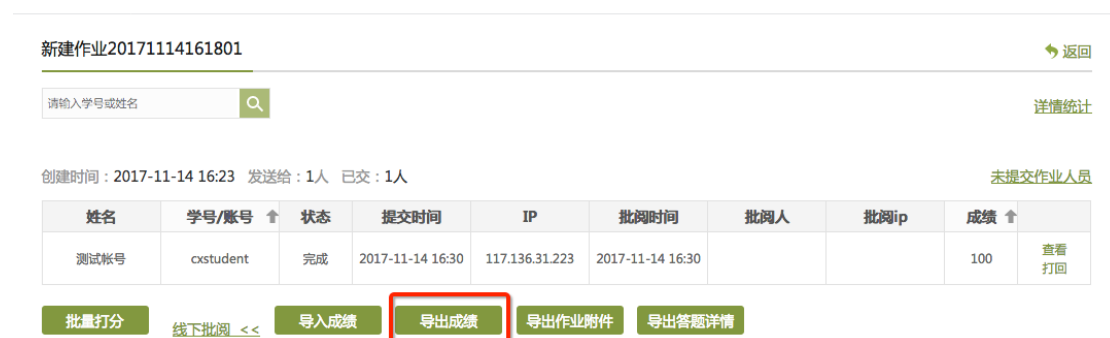 新建作业20171114161801 返回
请输入学号或姓名 详情统计
创建时间：2017-11-14 16:23 发送给：1人 已交：1人 未提交作业人员
姓名 学号/账号 状态 提交时间 IP 批阅时间 批阅人 批阅ip 成绩
测试帐号 cxstudent 完成 2017-11-14 16:30 117.136.31.223 2017-11-14 16:30 100 查看
打回
批量打分 线下批阅 << 导入成绩 导出成绩 导出作业附件 导出答题详情